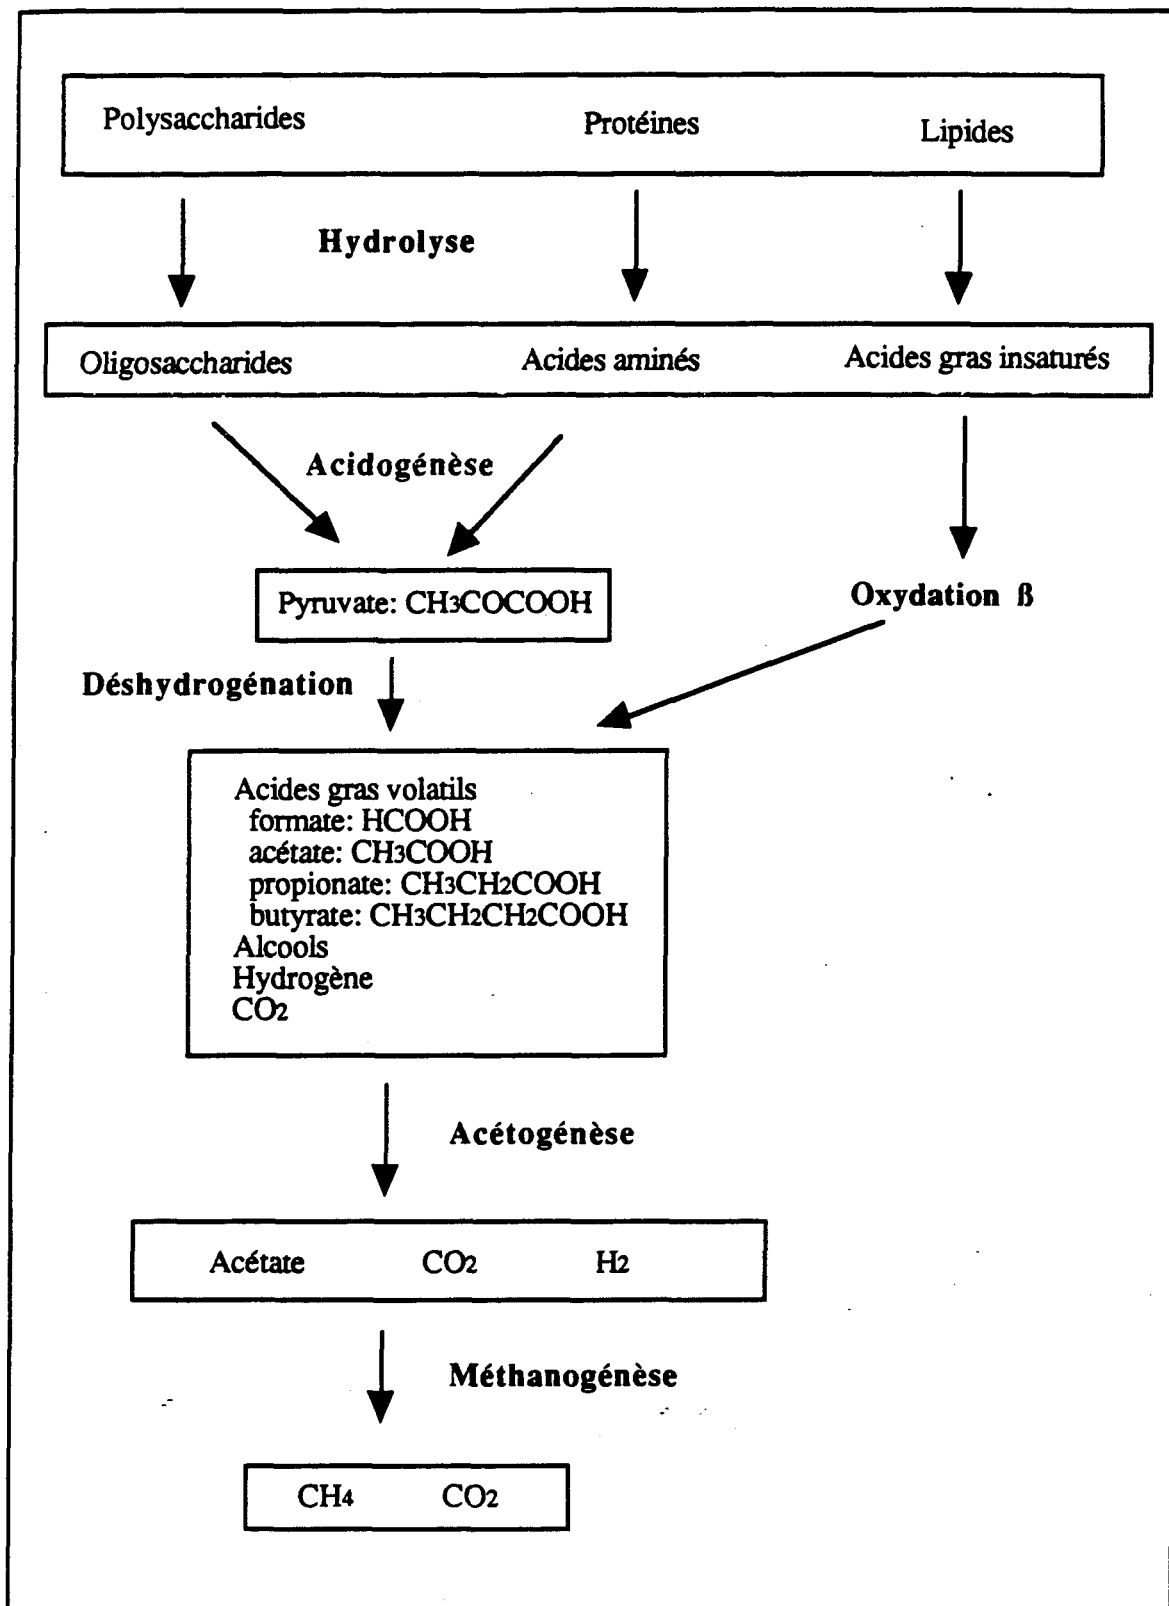 Polysaccharides Protéines Lipides
Hydrolyse
Oligosaccharides Acides aminés Acides gras insaturés
Acidogénèse
Pyruvate: CH3COCOOH
Oxydation ß
Déshydrogénation
Acides gras volatils
formate: HCOOH
acétate: CH3COOH
propionate: CH3CH2COOH
butyrate: CH3CH2CH2COOH
Alcools
Hydrogène
CO2
Acétogénèse
Acétate CO2 H2
Méthanogénèse
CH4 CO2